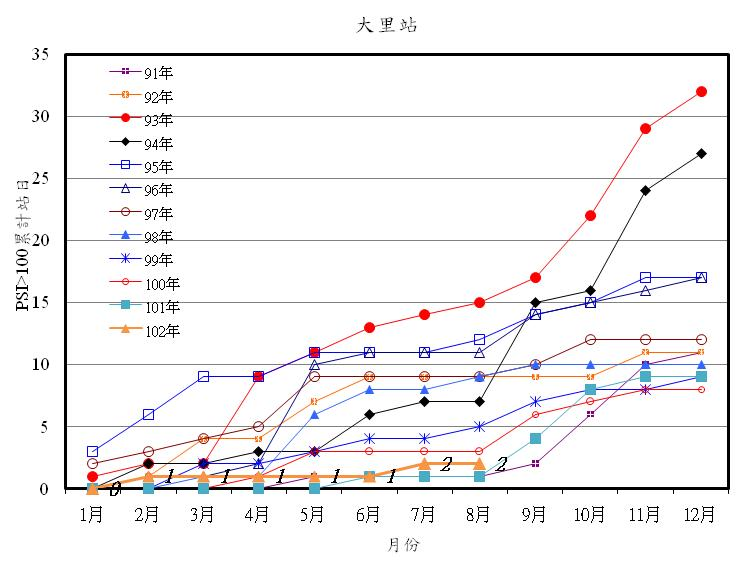 大里站
PSI>100累計站日
35
30
25
20
15
10
5
0
91年
92年
93年
94年
95年
96年
97年
98年
99年
100年
101年
102年
0 1 1 1 1 1 2 2
1月 2月 3月 4月 5月 6月 7月 8月 9月 10月 11月 12月
月份